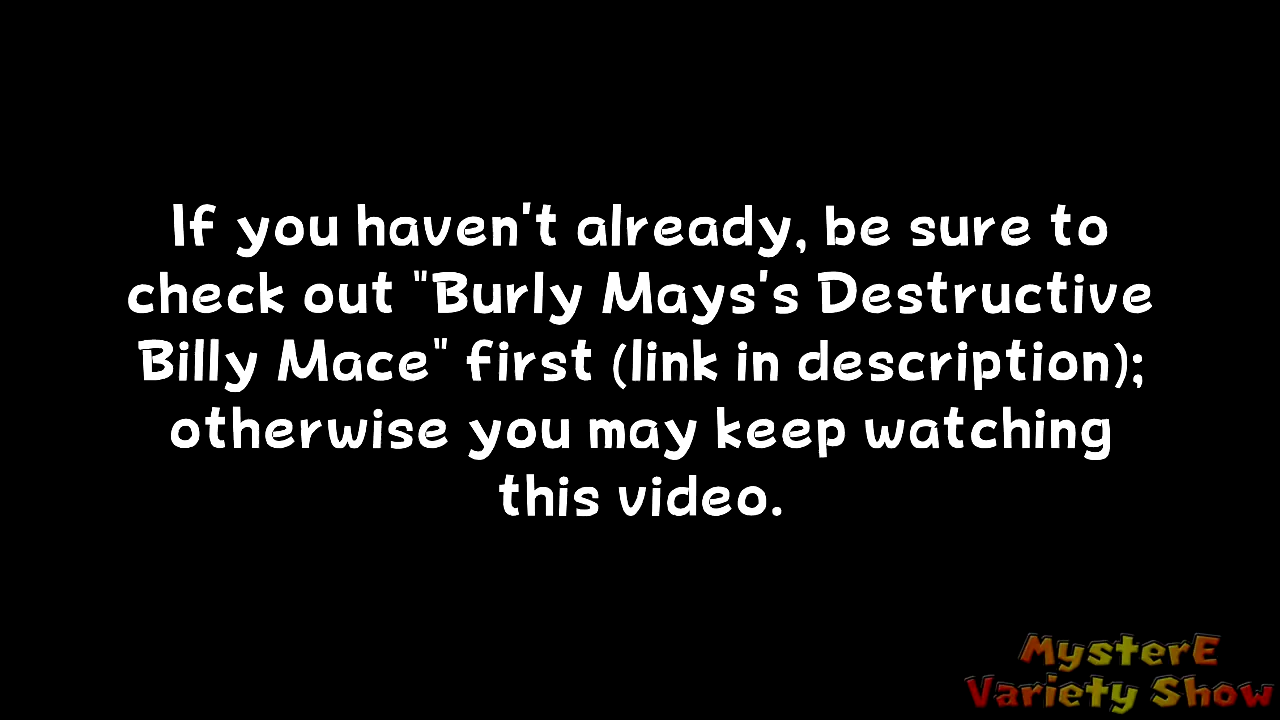 If you haven't already, be sure to
check out "Burly Mays's Destructive
Billy Mace" first (link in description);
otherwise you may keep watching
this video.
MysterE
Variety Show